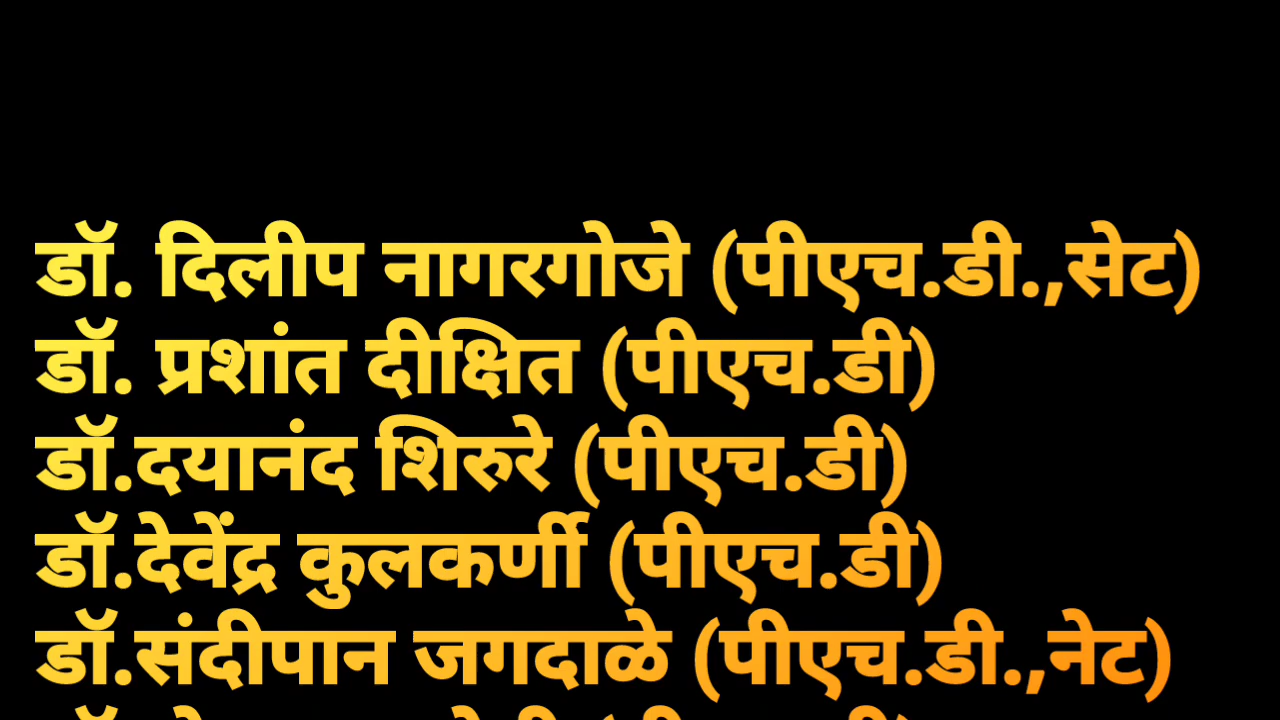 डॉ. दिलीप नागरगोजे (पीएच.डी.,सेट)
डॉ. प्रशांत दीक्षित (पीएच.डी)
डॉ.दयानंद शिरुरे (पीएच.डी)
डॉ.देवेंद्र कुलकर्णी (पीएच.डी)
डॉ.संदीपान जगदाळे (पीएच.डी.,नेट)